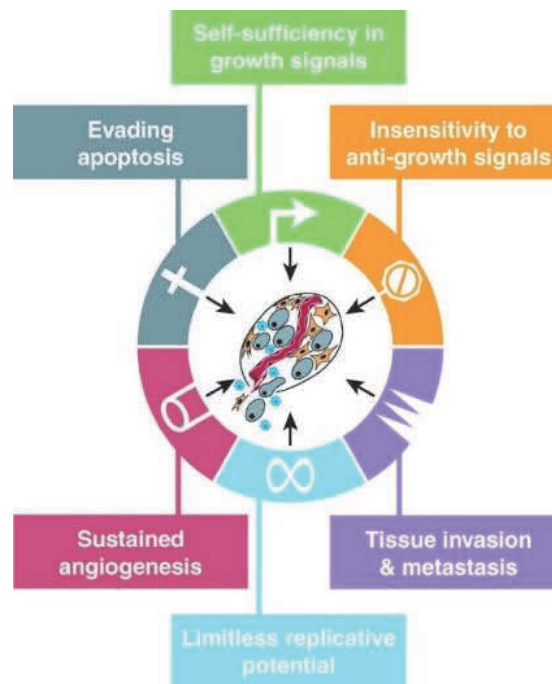 Self-sufficiency in
growth signals
Evading
apoptosis
Insensitivity to
anti-growth signals
Sustained
angiogenesis
Tissue invasion
& metastasis
Limitless replicative
potential